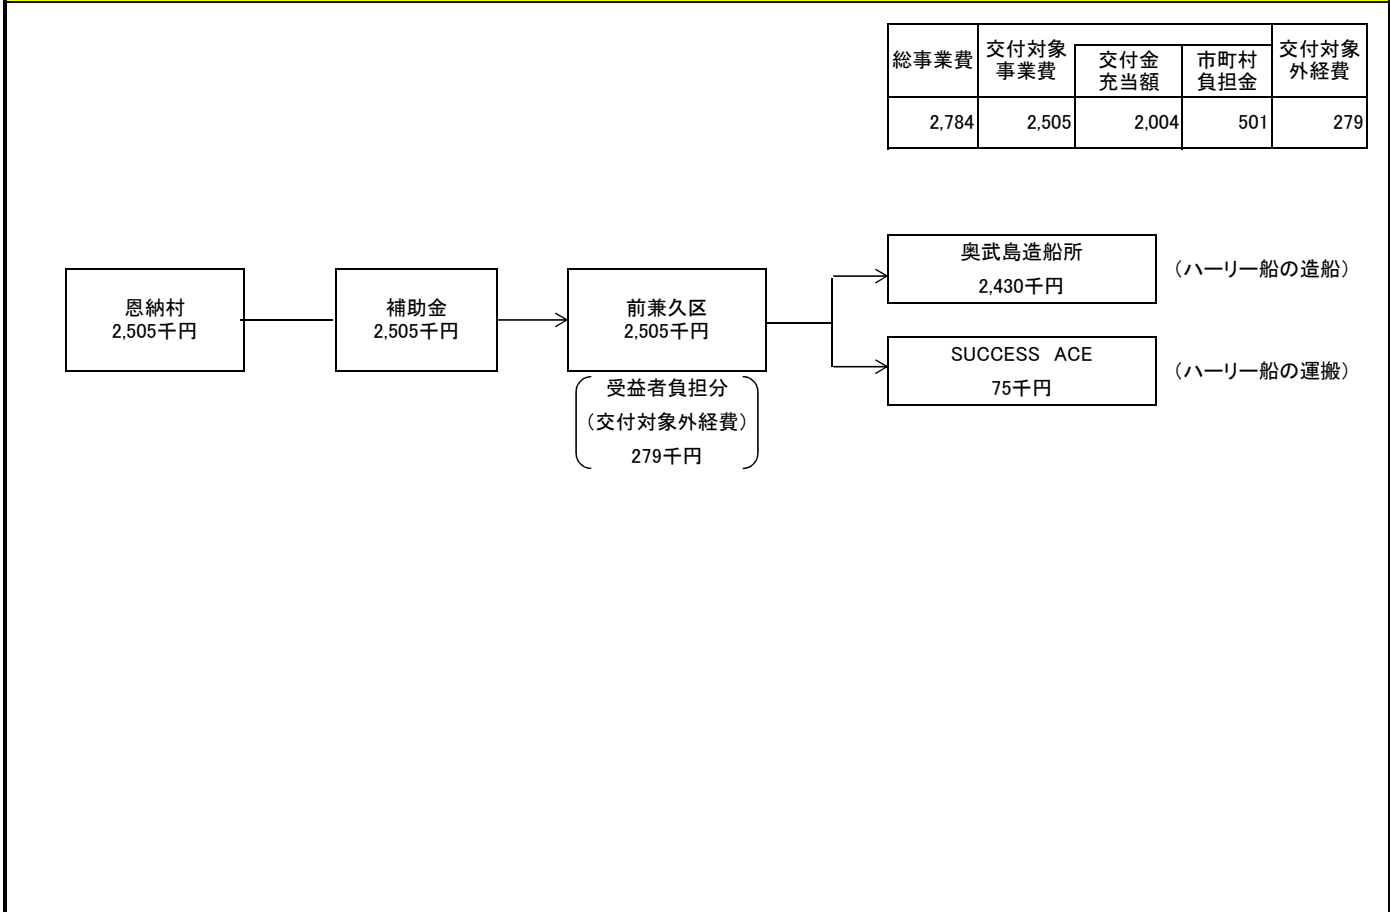 総事業費
交付対象
事業費
交付金
充当額
市町村
負担金
交付対象
外経費
2,784
2,505
2,004
501
279
恩納村
2,505千円
補助金
2,505千円
前兼久区
2,505千円
受益者負担分
（交付対象外経費）
279千円
奥武島造船所
2,430千円
（ハーリー船の造船）
SUCCESS　ACE
75千円
（ハーリー船の運搬）